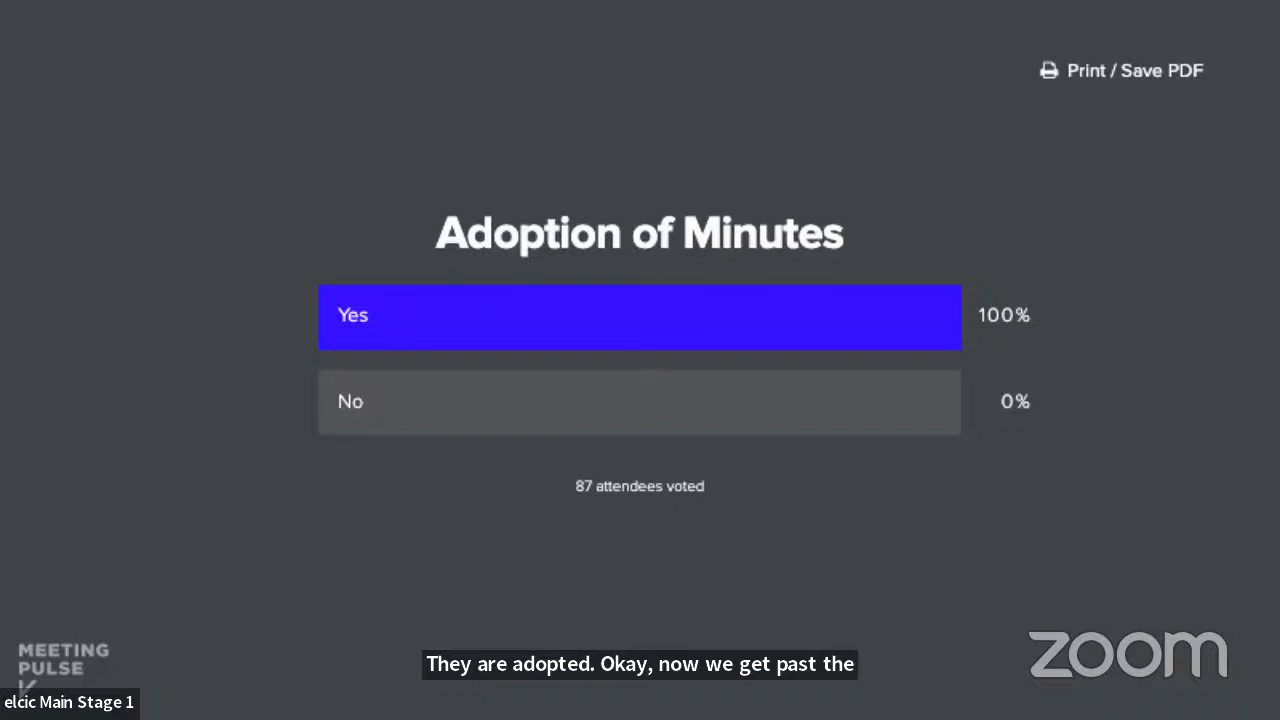 Print / Save PDF
Adoption of Minutes
Yes 100%
No 0%
87 attendees voted
MEETING
PULSE
zoom
They are adopted. Okay, now we get past the
elcic Main Stage 1